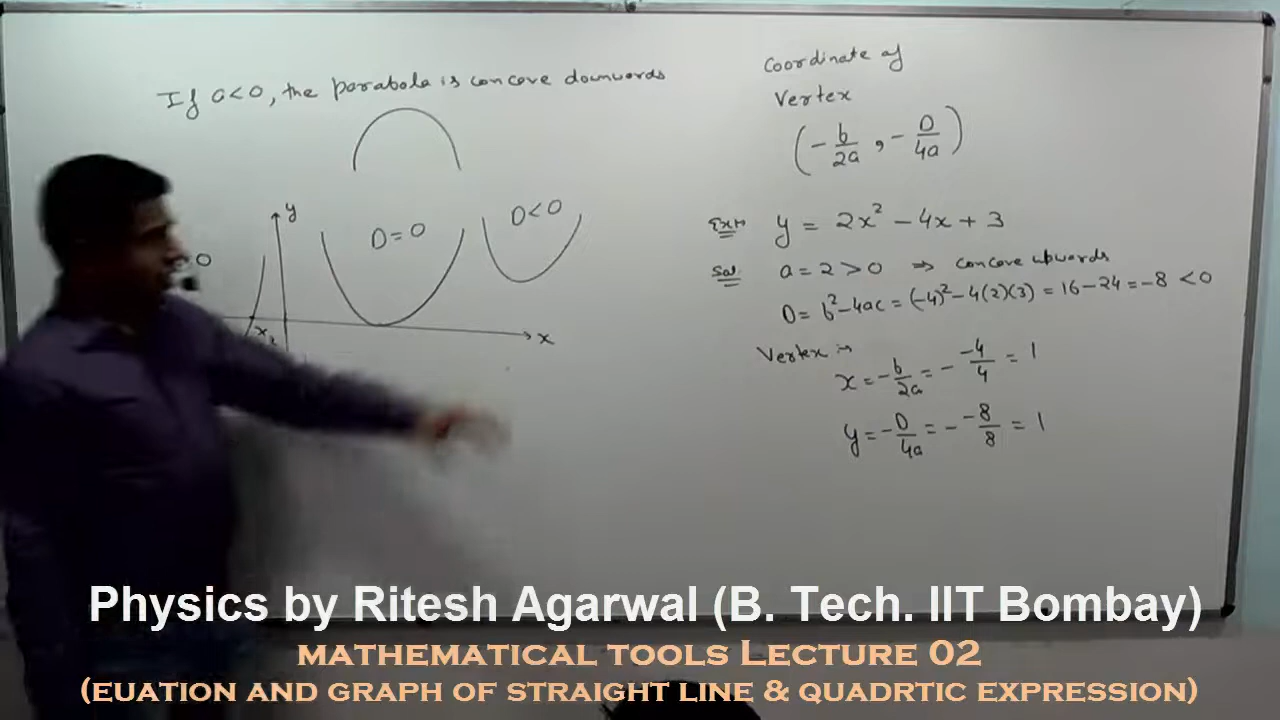 If a<0, the parabola is concave downwards
y
D=0
D<0
>0
x₁
x
Coordinate of
Vertex
(-b/2a, -D/4a)
Ex:- y = 2x² - 4x + 3
Sol. a = 2 > 0 ⇒ concave upwards
D = b² - 4ac = (-4)² - 4(2)(3) = 16 - 24 = -8 < 0
Vertex :-
x = -b/2a = - -4/4 = 1
y = -D/4a = - -8/8 = 1
Physics by Ritesh Agarwal (B. Tech. IIT Bombay)
MATHEMATICAL TOOLS LECTURE 02
(EUATION AND GRAPH OF STRAIGHT LINE & QUADRTIC EXPRESSION)